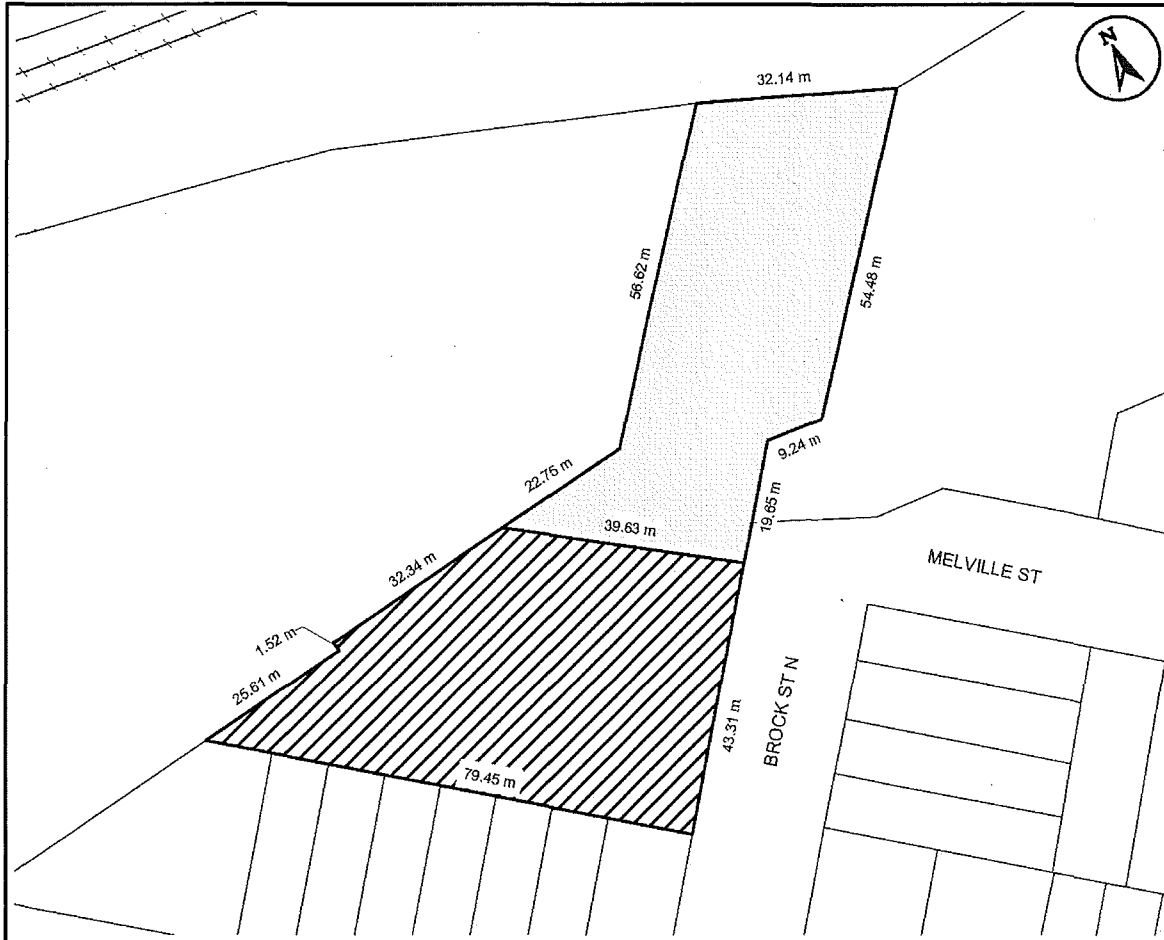 N
32.14 m
56.62 m
54.48 m
9.24 m
22.75 m
19.65 m
39.63 m
MELVILLE ST
32.34 m
1.52 m
25.61 m
BROCK ST N
43.31 m
79.45 m